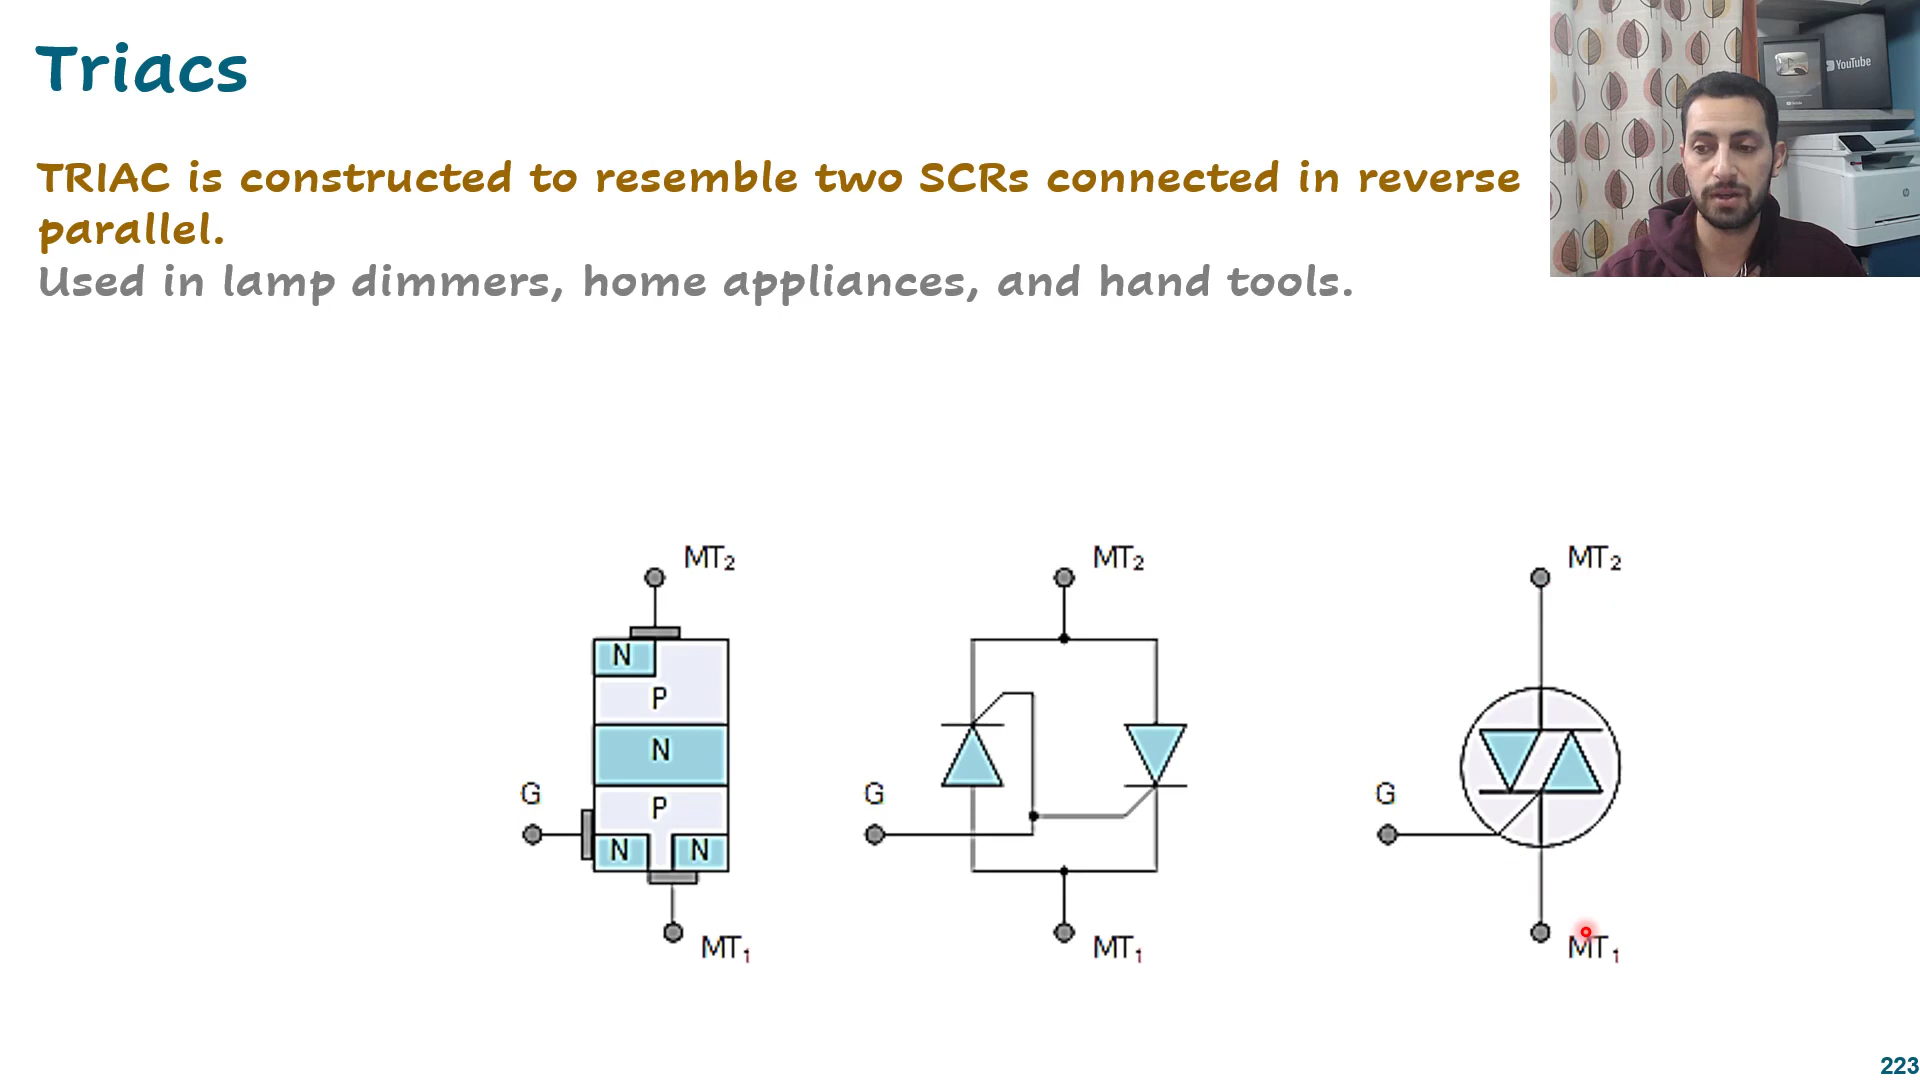 Triacs
YouTube
TRIAC is constructed to resemble two SCRs connected in reverse
parallel.
Used in lamp dimmers, home appliances, and hand tools.
MT2 MT2 MT2
N
P
N
G G G
P
N N
MT1 MT1 MT1
223